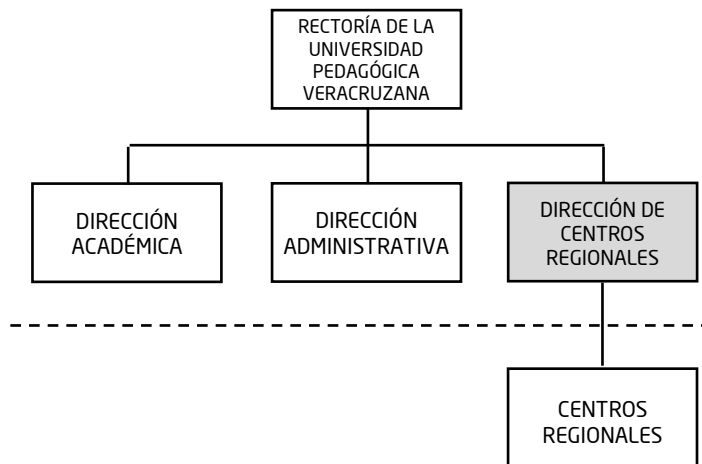 RECTORÍA DE LA
UNIVERSIDAD
PEDAGÓGICA
VERACRUZANA
DIRECCIÓN
ACADÉMICA
DIRECCIÓN
ADMINISTRATIVA
DIRECCIÓN DE
CENTROS
REGIONALES
CENTROS
REGIONALES